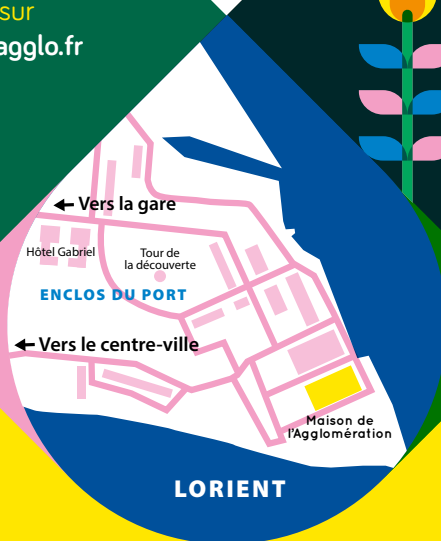 sur
agglo.fr
← Vers la gare
Hôtel Gabriel
Tour de
la découverte
ENCLOS DU PORT
← Vers le centre-ville
Maison de
l'Agglomération
LORIENT